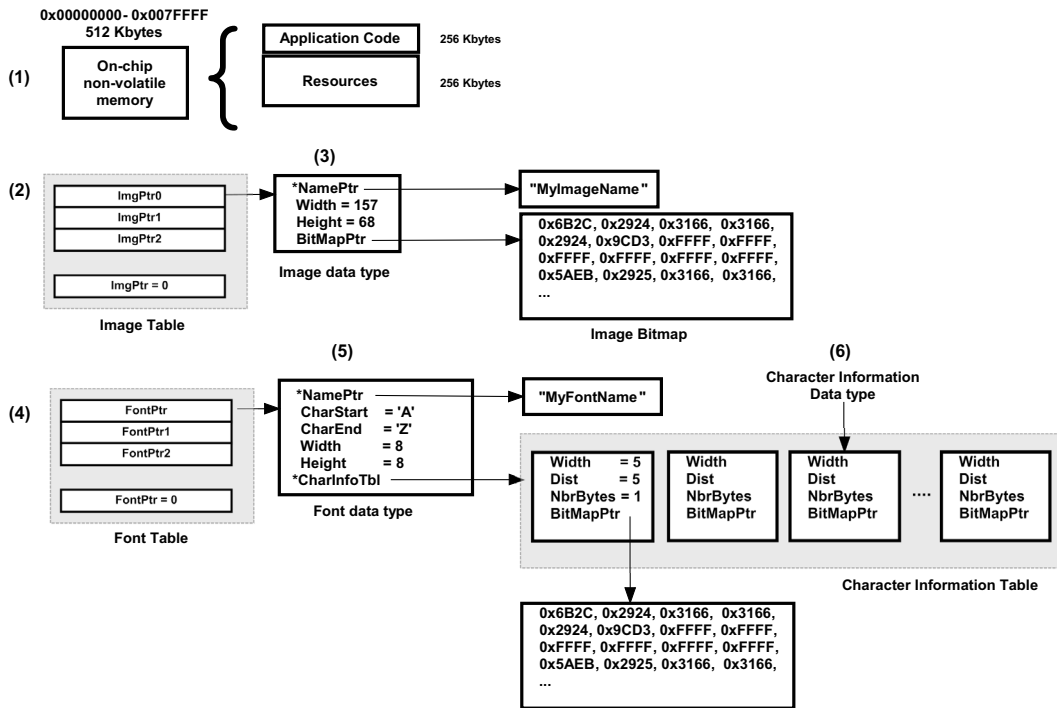 0x00000000 - 0x007FFFF
512 Kbytes
(1)
On-chip
non-volatile
memory
Application Code
256 Kbytes
Resources
256 Kbytes
(2)
ImgPtr0
ImgPtr1
ImgPtr2
ImgPtr = 0
Image Table
(3)
*NamePtr
Width = 157
Height = 68
BitMapPtr
Image data type
"MyImageName"
0x6B2C, 0x2924, 0x3166, 0x3166,
0x2924, 0x9CD3, 0xFFFF, 0xFFFF,
0xFFFF, 0xFFFF, 0xFFFF, 0xFFFF,
0x5AEB, 0x2925, 0x3166, 0x3166,
...
Image Bitmap
(4)
FontPtr
FontPtr1
FontPtr2
FontPtr = 0
Font Table
(5)
*NamePtr
CharStart = 'A'
CharEnd = 'Z'
Width = 8
Height = 8
*CharInfoTbl
Font data type
"MyFontName"
(6)
Character Information
Data type
Width = 5
Dist = 5
NbrBytes = 1
BitMapPtr
Width
Dist
NbrBytes
BitMapPtr
Width
Dist
NbrBytes
BitMapPtr
....
Width
Dist
NbrBytes
BitMapPtr
Character Information Table
0x6B2C, 0x2924, 0x3166, 0x3166,
0x2924, 0x9CD3, 0xFFFF, 0xFFFF,
0xFFFF, 0xFFFF, 0xFFFF, 0xFFFF,
0x5AEB, 0x2925, 0x3166, 0x3166,
...